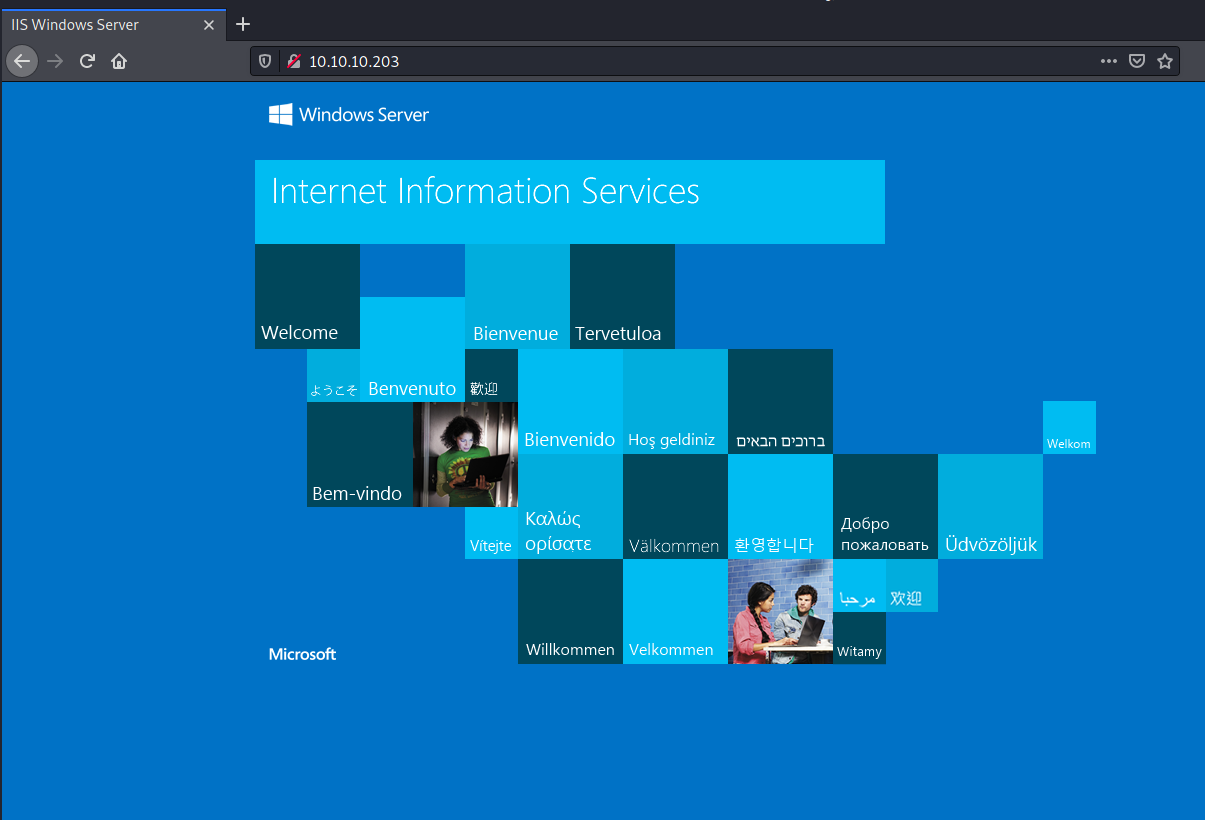 IIS Windows Server
10.10.10.203
Windows Server
Internet Information Services
Welcome
Bienvenue
Tervetuloa
ようこそ
Benvenuto
歡迎
Bienvenido
Hoş geldiniz
ברוכים הבאים
Welkom
Bem-vindo
Vítejte
Καλώς
ορίσατε
Välkommen
환영합니다
Добро
пожаловать
Üdvözöljük
مرحبا
欢迎
Willkommen
Velkommen
Witamy
Microsoft